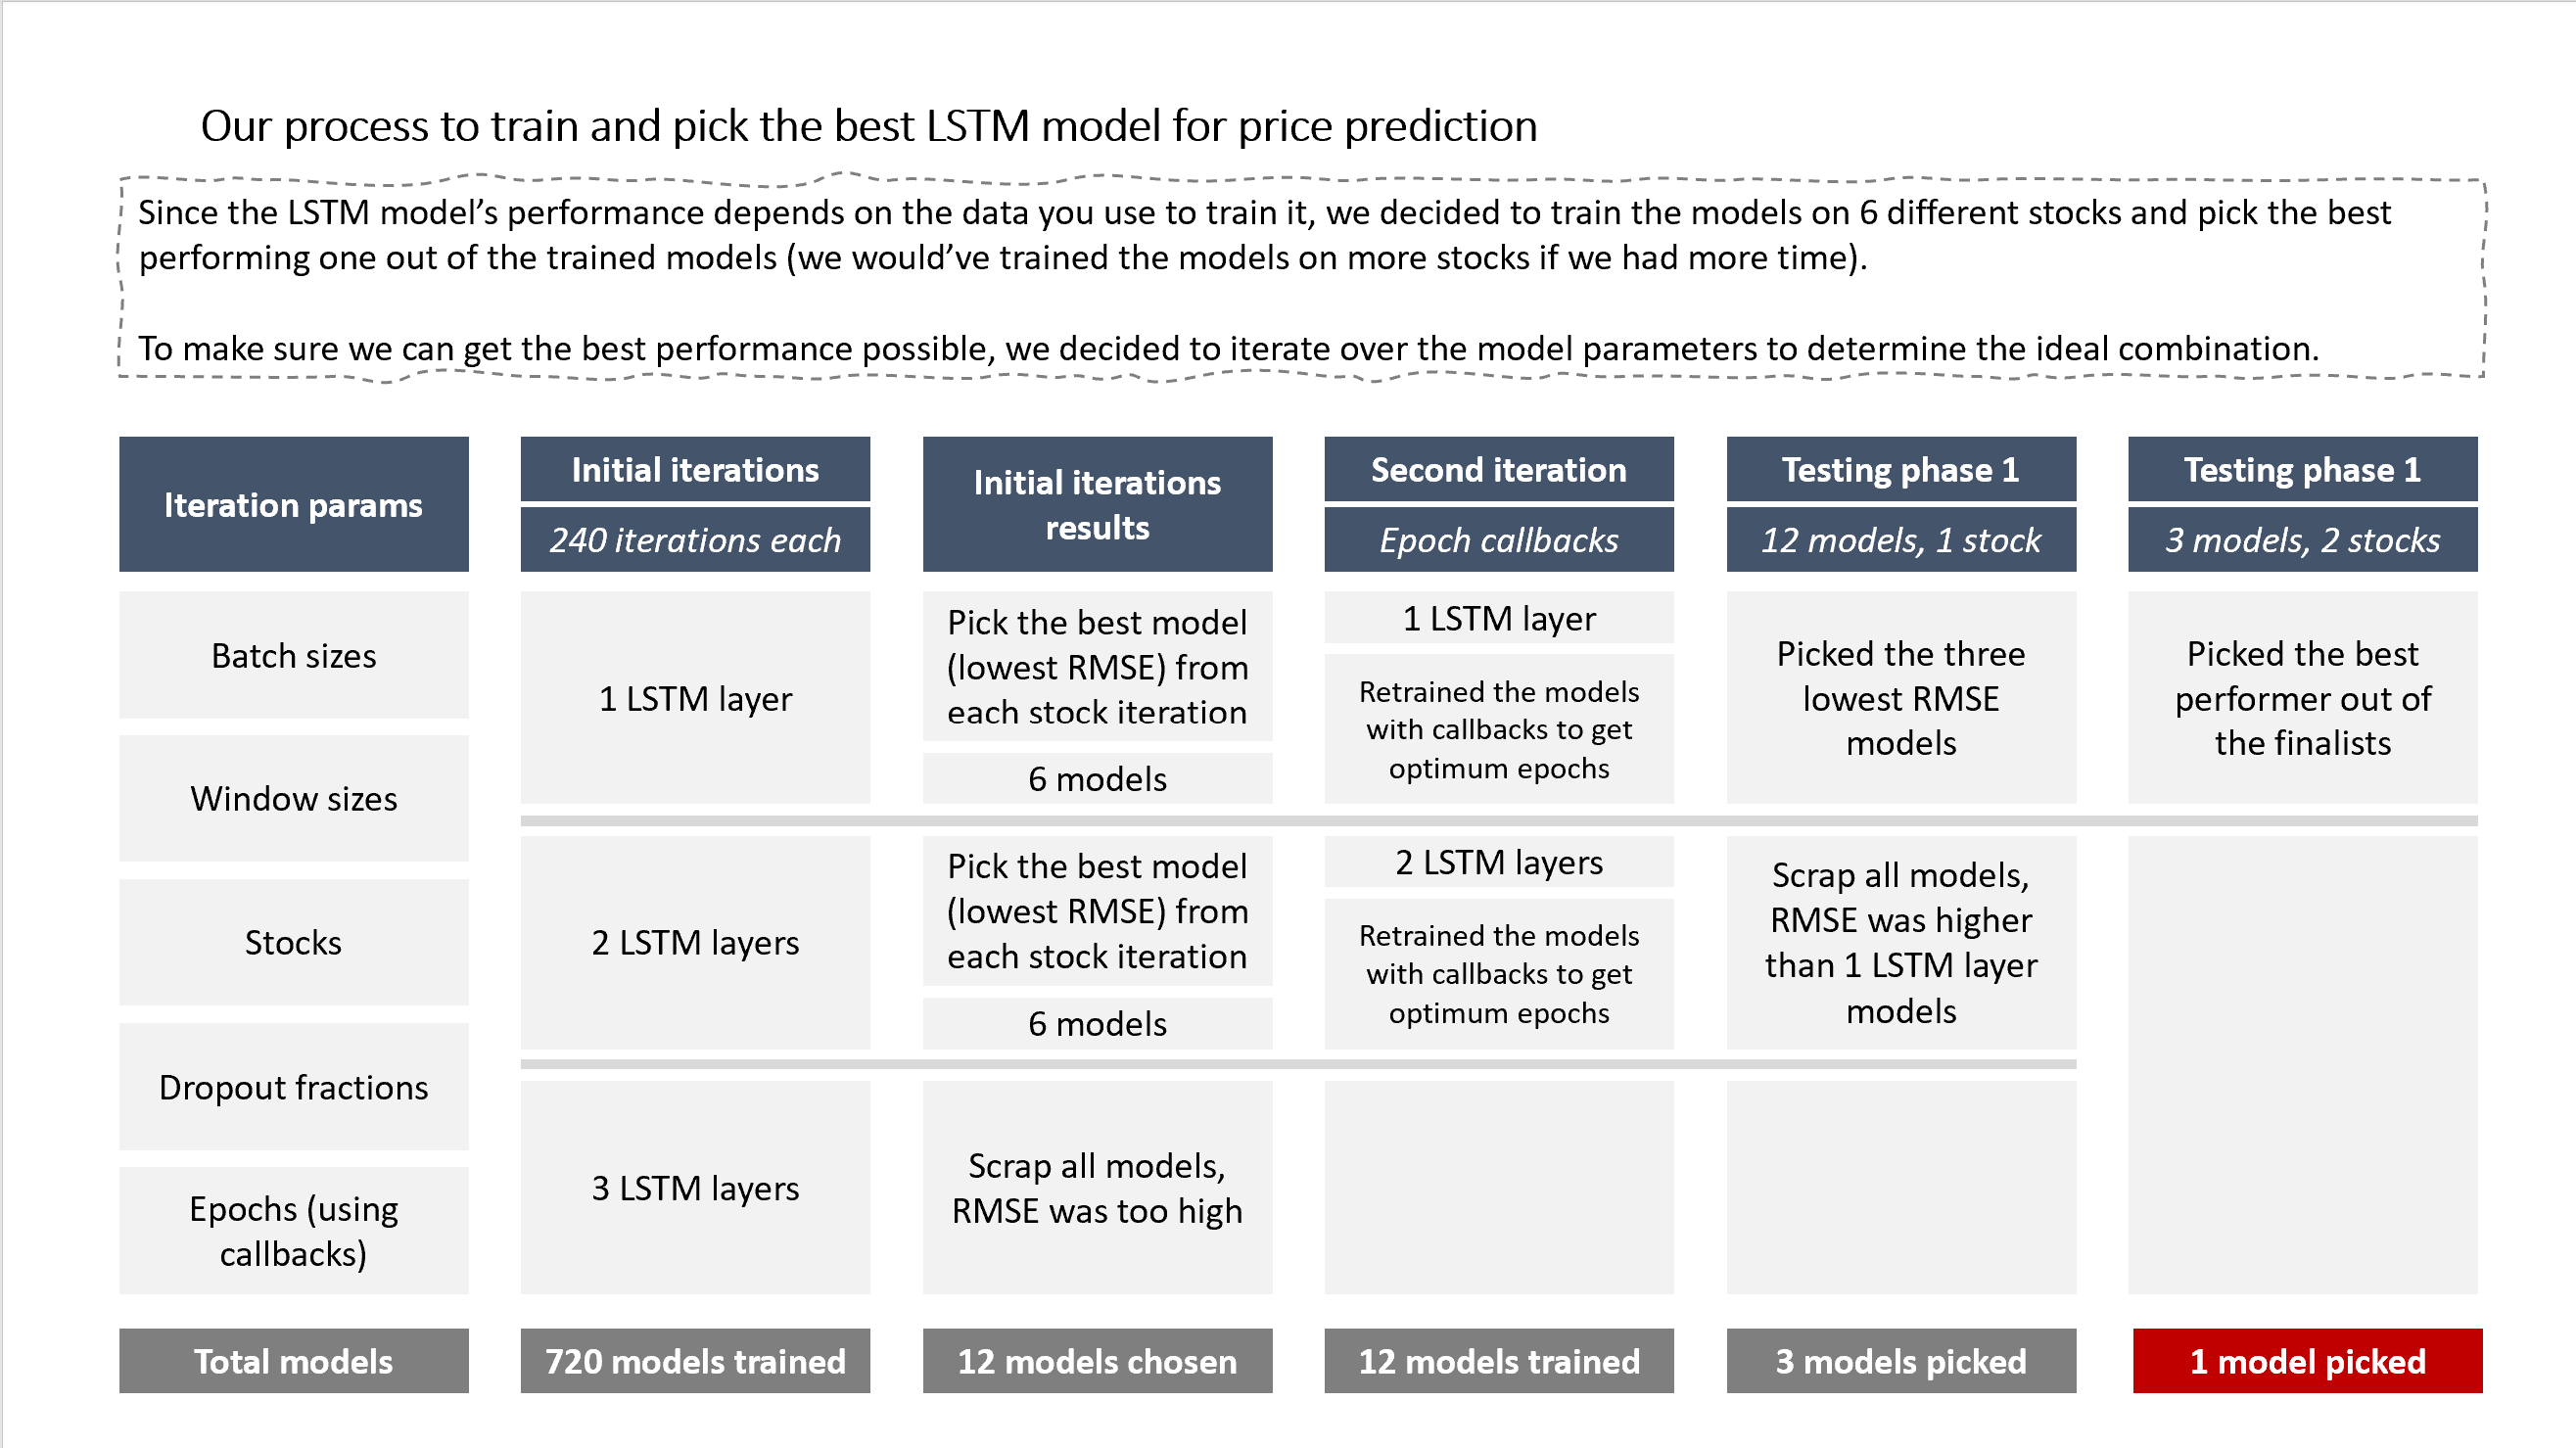 Our process to train and pick the best LSTM model for price prediction
Since the LSTM model’s performance depends on the data you use to train it, we decided to train the models on 6 different stocks and pick the best
performing one out of the trained models (we would’ve trained the models on more stocks if we had more time).
To make sure we can get the best performance possible, we decided to iterate over the model parameters to determine the ideal combination.
Iteration params
Batch sizes
Window sizes
Stocks
Dropout fractions
Epochs (using
callbacks)
Total models
Initial iterations
240 iterations each
1 LSTM layer
2 LSTM layers
3 LSTM layers
720 models trained
Initial iterations
results
Pick the best model
(lowest RMSE) from
each stock iteration
6 models
Pick the best model
(lowest RMSE) from
each stock iteration
6 models
Scrap all models,
RMSE was too high
12 models chosen
Second iteration
Epoch callbacks
1 LSTM layer
Retrained the models
with callbacks to get
optimum epochs
2 LSTM layers
Retrained the models
with callbacks to get
optimum epochs
12 models trained
Testing phase 1
12 models, 1 stock
Picked the three
lowest RMSE
models
Scrap all models,
RMSE was higher
than 1 LSTM layer
models
3 models picked
Testing phase 1
3 models, 2 stocks
Picked the best
performer out of
the finalists
1 model picked